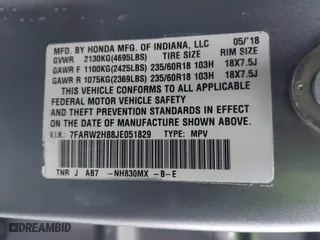 MFD. BY HONDA MFG. OF INDIANA, LLC 05/'18
GVWR 2130KG(4695LBS) TIRE SIZE RIM SIZE
GAWR F 1100KG(2425LBS) 235/60R18 103H 18X7.5J
GAWR R 1075KG(2369LBS) 235/60R18 103H 18X7.5J
THIS VEHICLE CONFORMS TO ALL APPLICABLE
FEDERAL MOTOR VEHICLE SAFETY AND THEFT
PREVENTION STANDARDS IN EFFECT ON THE DATE OF
MANUFACTURE SHOWN ABOVE.
V.I.N.: 7FARW2H88JE051829 TYPE: MPV
TNR J AB7 -NH830MX -B-E
DREAMBID.COM